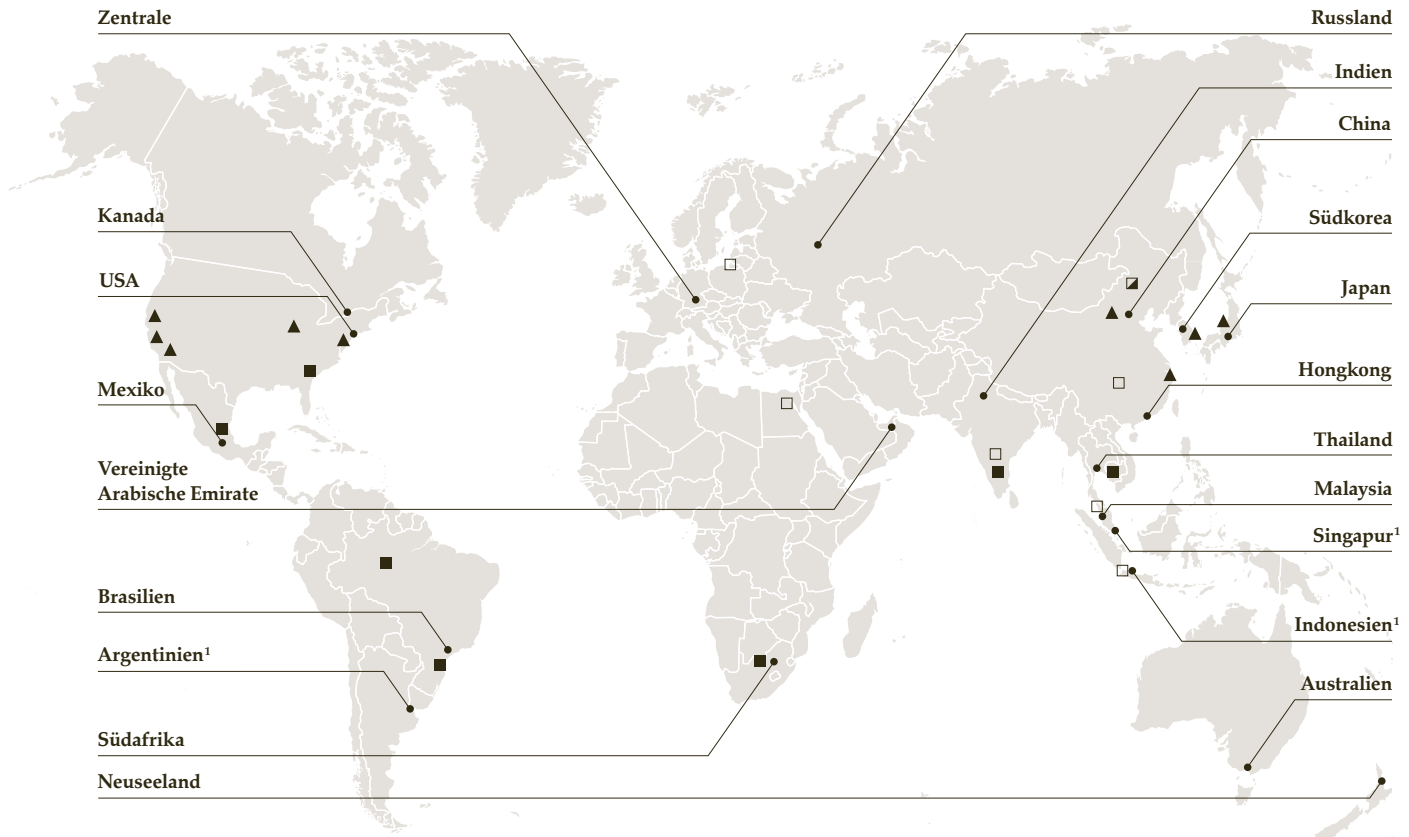 Zentrale
Kanada
USA
Mexiko
Vereinigte
Arabische Emirate
Brasilien
Argentinien¹
Südafrika
Neuseeland
Russland
Indien
China
Südkorea
Japan
Hongkong
Thailand
Malaysia
Singapur¹
Indonesien¹
Australien